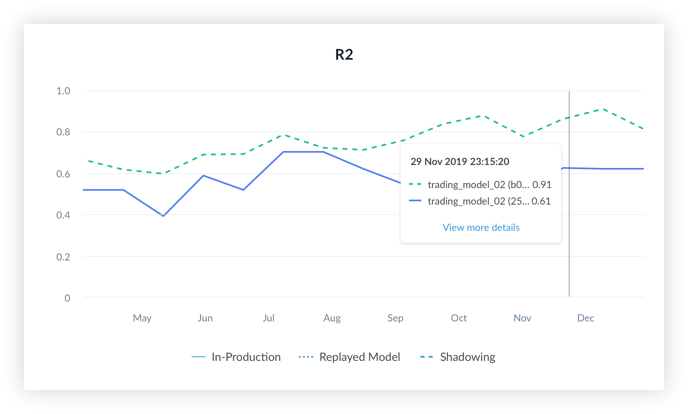 R2
1.0
0.8
0.6
0.4
0.2
0
29 Nov 2019 23:15:20
trading_model_02 (b0... 0.91
trading_model_02 (25... 0.61
View more details
May Jun Jul Aug Sep Oct Nov Dec
In-Production Replayed Model Shadowing